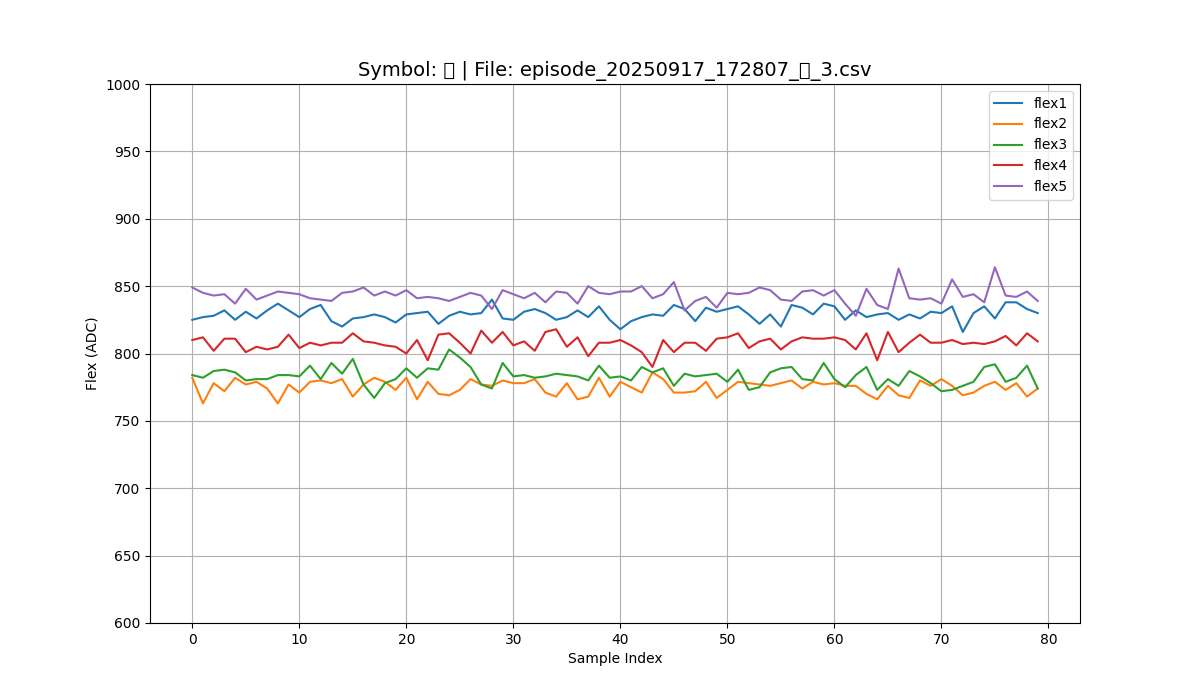 Symbol: | File: episode_20250917_172807_ _3.csv
1000
950
900
850
800
750
700
650
600
Flex (ADC)
flex1
flex2
flex3
flex4
flex5
0 10 20 30 40 50 60 70 80
Sample Index